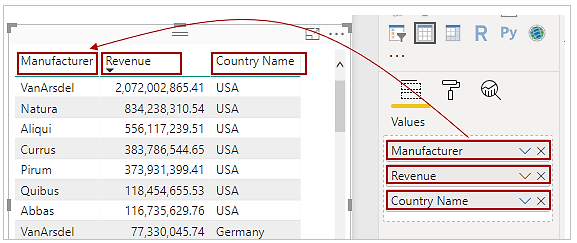 Manufacturer Revenue Country Name
VanArsdel 2,072,002,865.41 USA
Natura 834,238,310.54 USA
Aliqui 556,117,239.51 USA
Currus 383,786,544.65 USA
Pirum 373,931,399.41 USA
Quibus 118,454,655.53 USA
Abbas 116,735,629.76 USA
VanArsdel 77,330,045.74 Germany
R Py
Values
Manufacturer
Revenue
Country Name